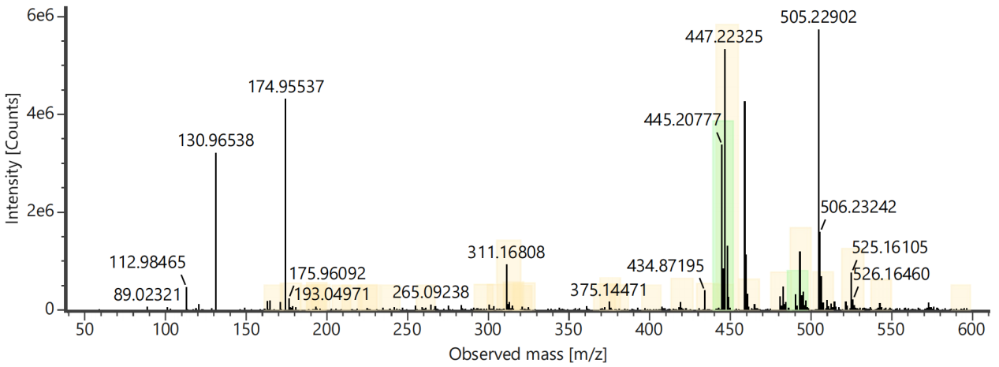 6e6
505.22902
447.22325
174.95537
4e6
445.20777
130.96538
2e6
506.23242
112.98465
311.16808
525.16105
434.87195
175.96092
526.16460
89.02321
193.04971
265.09238
375.14471
0
50 100 150 200 250 300 350 400 450 500 550 600
Observed mass [m/z]
Intensity [Counts]